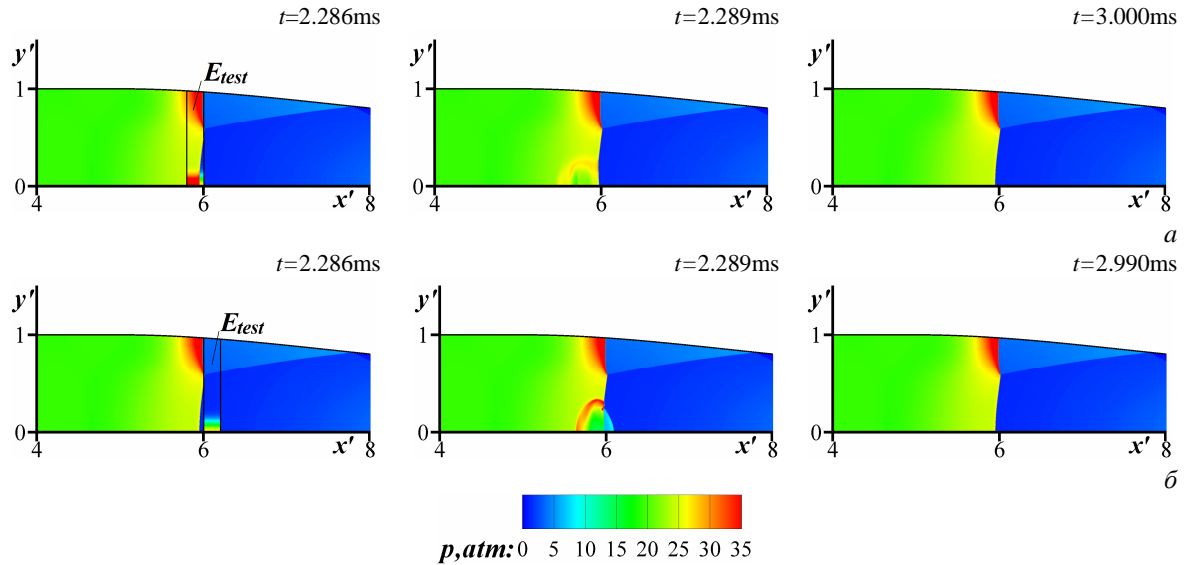 t=2.286ms t=2.289ms t=3.000ms
y' y' y'
E_test
1 1 1
0 0 0
4 6 x' 8 4 6 x' 8 4 6 x' 8
а
t=2.286ms t=2.289ms t=2.990ms
y' y' y'
E_test
1 1 1
0 0 0
4 6 x' 8 4 6 x' 8 4 6 x' 8
б
p,atm: 0 5 10 15 20 25 30 35